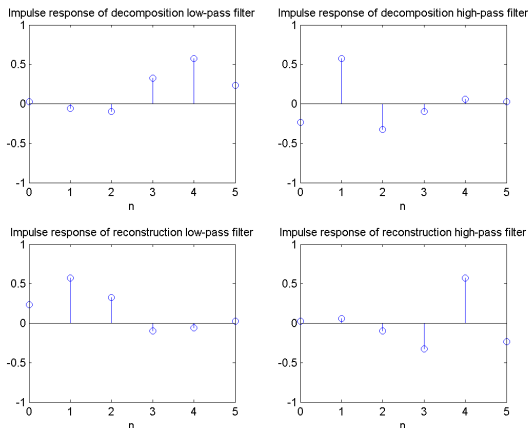 Impulse response of decomposition low-pass filter
1
0.5
0
-0.5
-1
0 1 2 3 4 5
n
Impulse response of decomposition high-pass filter
1
0.5
0
-0.5
-1
0 1 2 3 4 5
n
Impulse response of reconstruction low-pass filter
1
0.5
0
-0.5
-1
0 1 2 3 4 5
n
Impulse response of reconstruction high-pass filter
1
0.5
0
-0.5
-1
0 1 2 3 4 5
n